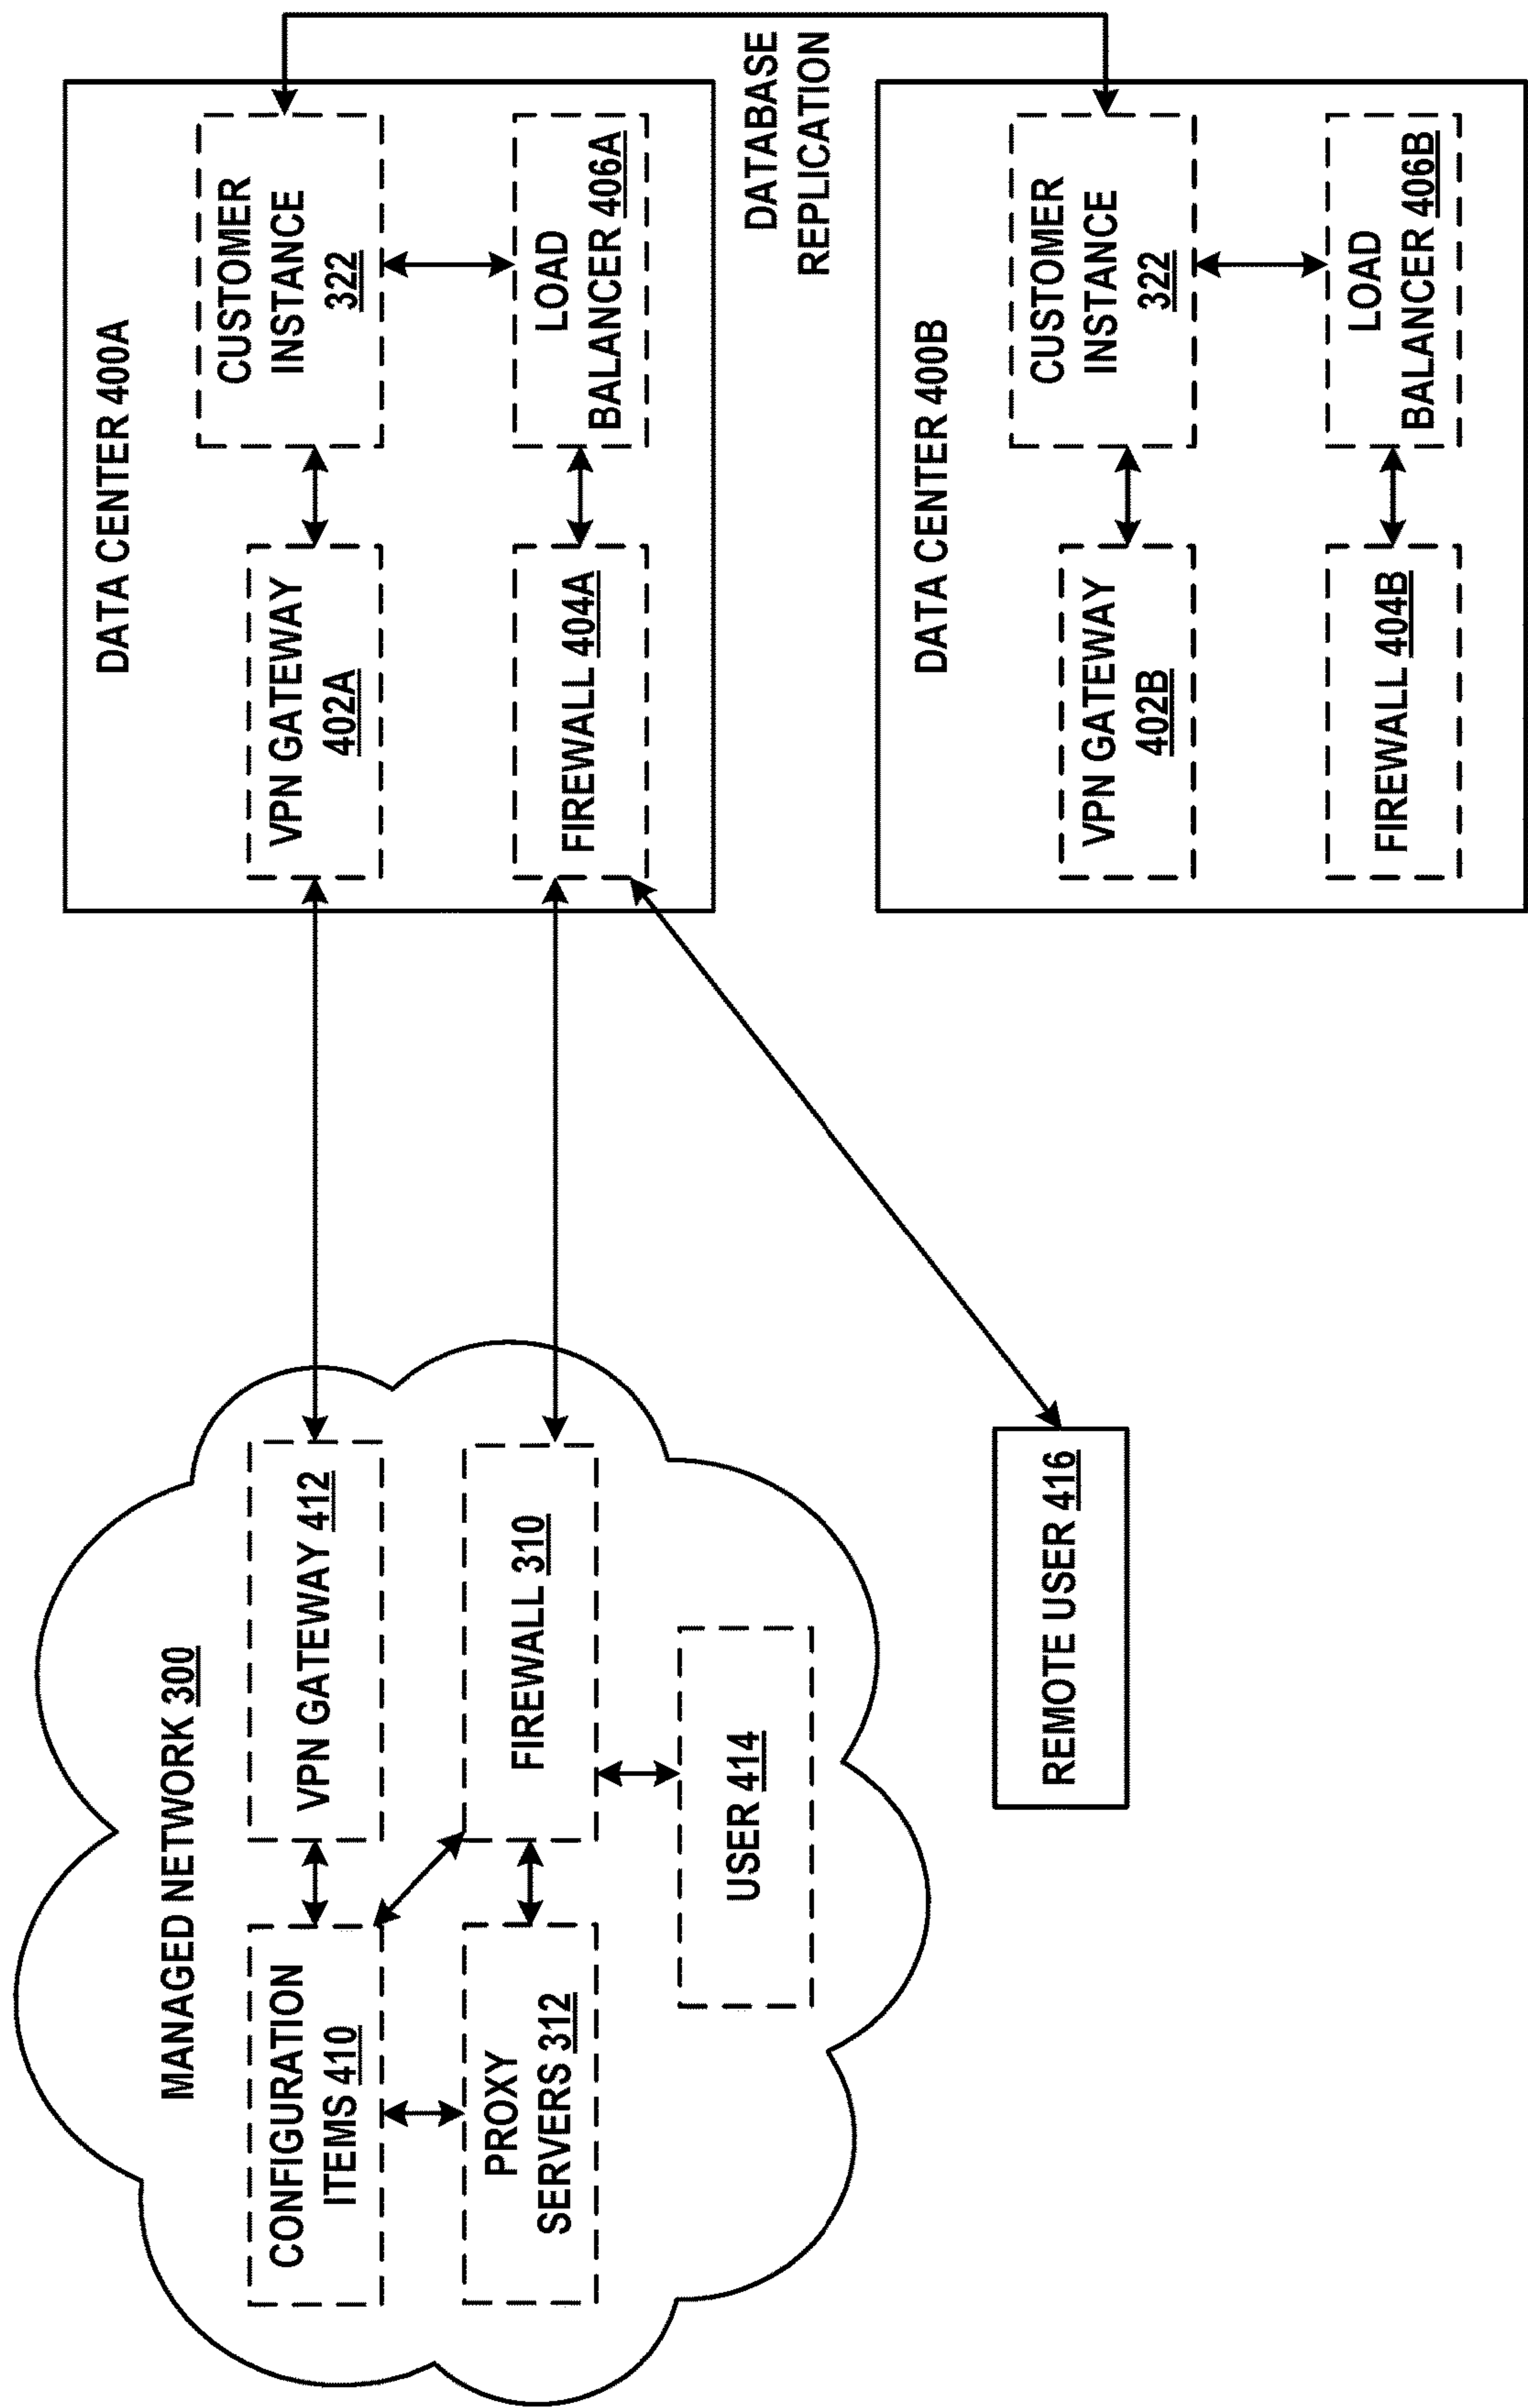 MANAGED NETWORK 300
CONFIGURATION
ITEMS 410
VPN GATEWAY 412
PROXY
SERVERS 312
FIREWALL 310
USER 414
REMOTE USER 416
DATA CENTER 400A
VPN GATEWAY
402A
CUSTOMER
INSTANCE
322
FIREWALL 404A
LOAD
BALANCER 406A
DATABASE
REPLICATION
DATA CENTER 400B
VPN GATEWAY
402B
CUSTOMER
INSTANCE
322
FIREWALL 404B
LOAD
BALANCER 406B